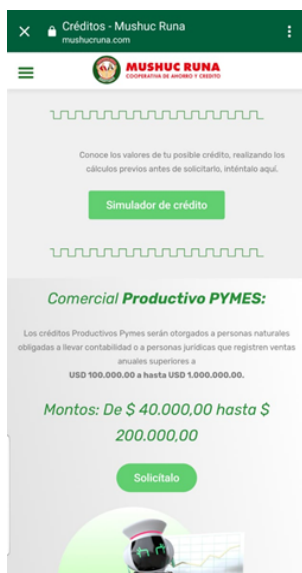 Créditos - Mushuc Runa
mushucruna.com
MUSHUC RUNA
COOPERATIVA DE AHORRO Y CREDITO
Conoce los valores de tu posible crédito, realizando los
cálculos previos antes de solicitarlo, inténtalo aquí.
Simulador de crédito
Comercial Productivo PYMES:
Los créditos Productivos Pymes serán otorgados a personas naturales
obligadas a llevar contabilidad o a personas jurídicas que registren ventas
anuales superiores a
USD 100.000.00 a hasta USD 1.000.000.00.
Montos: De $ 40.000,00 hasta $
200.000,00
Solicítalo